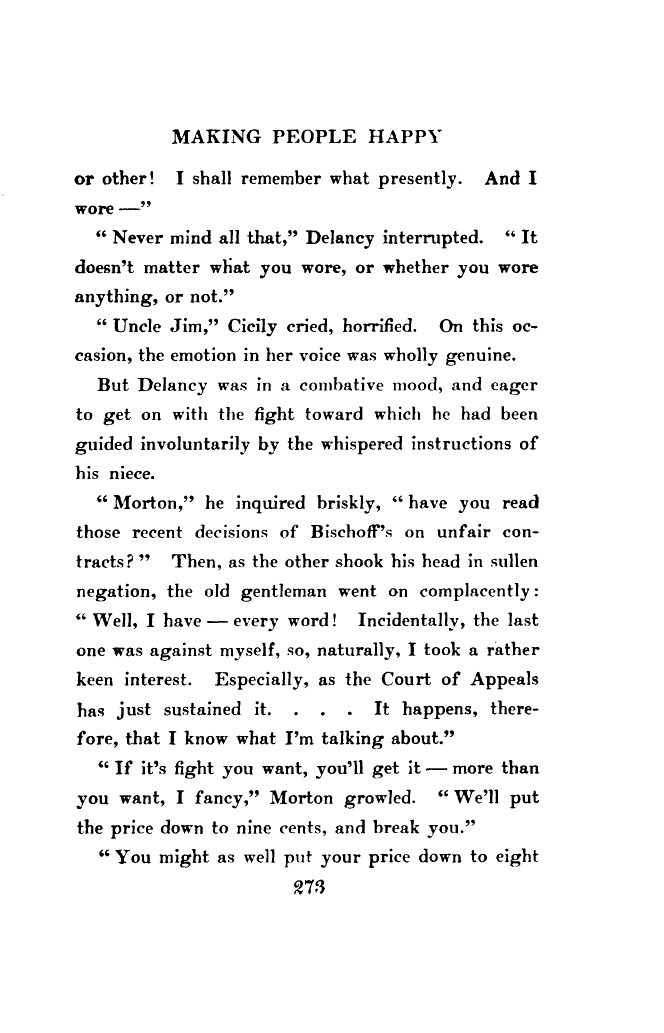 MAKING PEOPLE HAPPY
or other! I shall remember what presently. And I
wore —”
“ Never mind all that,” Delancy interrupted. “ It
doesn’t matter what you wore, or whether you wore
anything, or not.”
“ Uncle Jim,” Cicily cried, horrified. On this oc-
casion, the emotion in her voice was wholly genuine.
But Delancy was in a combative mood, and eager
to get on with the fight toward which he had been
guided involuntarily by the whispered instructions of
his niece.
“ Morton,” he inquired briskly, “ have you read
those recent decisions of Bischoff’s on unfair con-
tracts? ” Then, as the other shook his head in sullen
negation, the old gentleman went on complacently:
“ Well, I have — every word! Incidentally, the last
one was against myself, so, naturally, I took a rather
keen interest. Especially, as the Court of Appeals
has just sustained it. . . . It happens, there-
fore, that I know what I’m talking about.”
“ If it’s fight you want, you’ll get it — more than
you want, I fancy,” Morton growled. “ We’ll put
the price down to nine cents, and break you.”
“ You might as well put your price down to eight
273